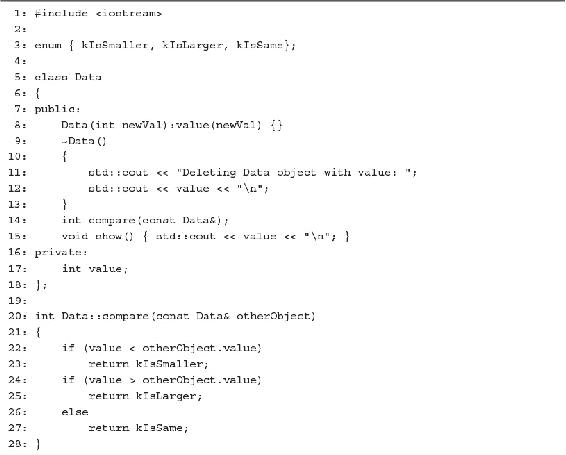 1: #include <iostream>
2:
3: enum { kIsSmaller, kIsLarger, kIsSame};
4:
5: class Data
6: {
7: public:
8:     Data(int newVal):value(newVal) {}
9:     ~Data()
10:     {
11:         std::cout << "Deleting Data object with value: ";
12:         std::cout << value << "\n";
13:     }
14:     int compare(const Data&);
15:     void show() { std::cout << value << "\n"; }
16: private:
17:     int value;
18: };
19:
20: int Data::compare(const Data& otherObject)
21: {
22:     if (value < otherObject.value)
23:         return kIsSmaller;
24:     if (value > otherObject.value)
25:         return kIsLarger;
26:     else
27:         return kIsSame;
28: }